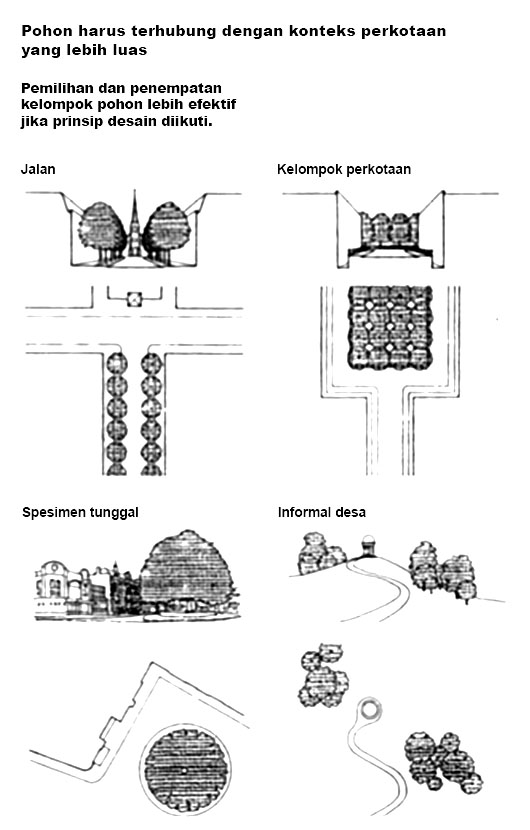 Pohon harus terhubung dengan konteks perkotaan
yang lebih luas
Pemilihan dan penempatan
kelompok pohon lebih efektif
jika prinsip desain diikuti.
Jalan
Kelompok perkotaan
Spesimen tunggal
Informal desa